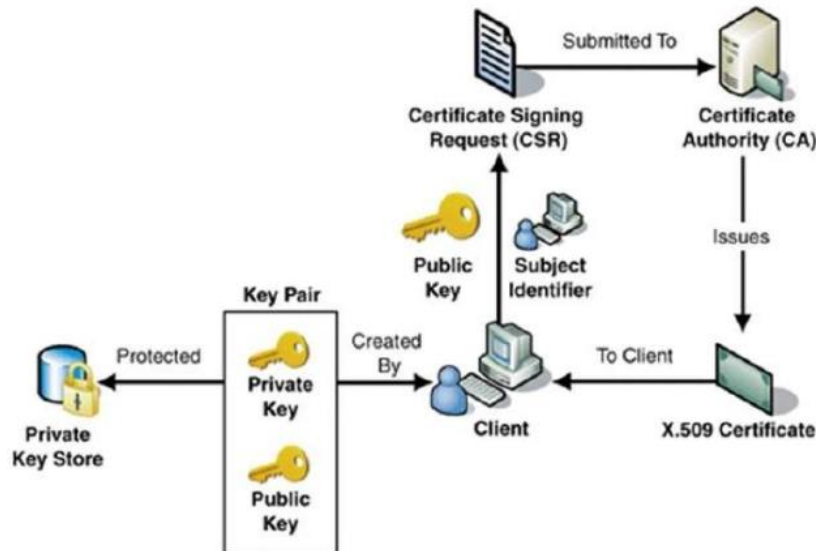 Submitted To
Certificate Signing
Request (CSR)
Certificate
Authority (CA)
Public
Key
Subject
Identifier
Issues
Key Pair
Protected
Private
Key
Created
By
To Client
Private
Key Store
Client
X.509 Certificate
Public
Key